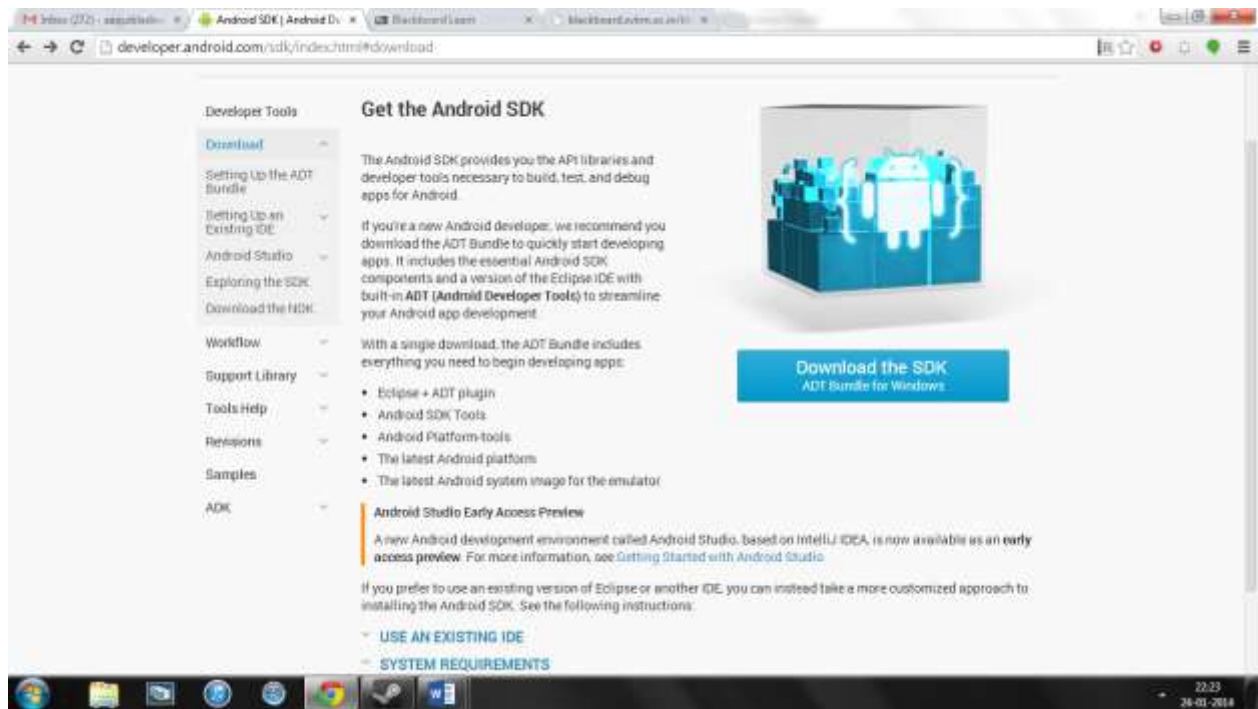 Android SDK | Android Dv
Blackboard Learn
developer.android.com/sdk/index.html#download
Developer Tools
Download
Setting Up the ADT
Bundle
Setting Up an
Existing IDE
Android Studio
Exploring the SDK
Download the NDK
Workflow
Support Library
Tools Help
Revisions
Samples
ADK
Get the Android SDK
The Android SDK provides you the API libraries and
developer tools necessary to build, test, and debug
apps for Android.
If you're a new Android developer, we recommend you
download the ADT Bundle to quickly start developing
apps. It includes the essential Android SDK
components and a version of the Eclipse IDE with
built-in ADT (Android Developer Tools) to streamline
your Android app development.
With a single download, the ADT Bundle includes
everything you need to begin developing apps:
• Eclipse + ADT plugin
• Android SDK Tools
• Android Platform-tools
• The latest Android platform
• The latest Android system image for the emulator
Download the SDK
ADT Bundle for Windows
Android Studio Early Access Preview
A new Android development environment called Android Studio, based on IntelliJ IDEA, is now available as an early
access preview. For more information, see Getting Started with Android Studio.
If you prefer to use an existing version of Eclipse or another IDE, you can instead take a more customized approach to
installing the Android SDK. See the following instructions:
USE AN EXISTING IDE
SYSTEM REQUIREMENTS
22:23
26-01-2014